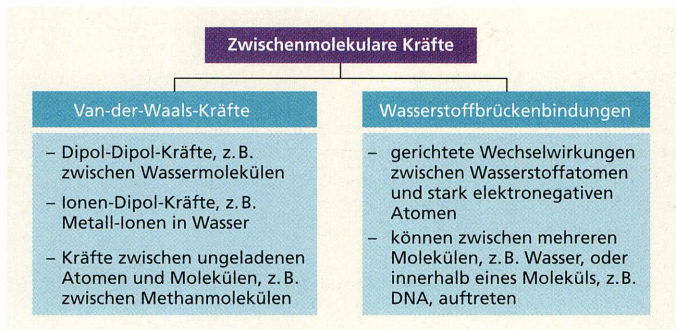 Zwischenmolekulare Kräfte
Van-der-Waals-Kräfte
– Dipol-Dipol-Kräfte, z. B.
zwischen Wassermolekülen
– Ionen-Dipol-Kräfte, z. B.
Metall-Ionen in Wasser
– Kräfte zwischen ungeladenen
Atomen und Molekülen, z. B.
zwischen Methanmolekülen
Wasserstoffbrückenbindungen
– gerichtete Wechselwirkungen
zwischen Wasserstoffatomen
und stark elektronegativen
Atomen
– können zwischen mehreren
Molekülen, z. B. Wasser, oder
innerhalb eines Moleküls, z. B.
DNA, auftreten